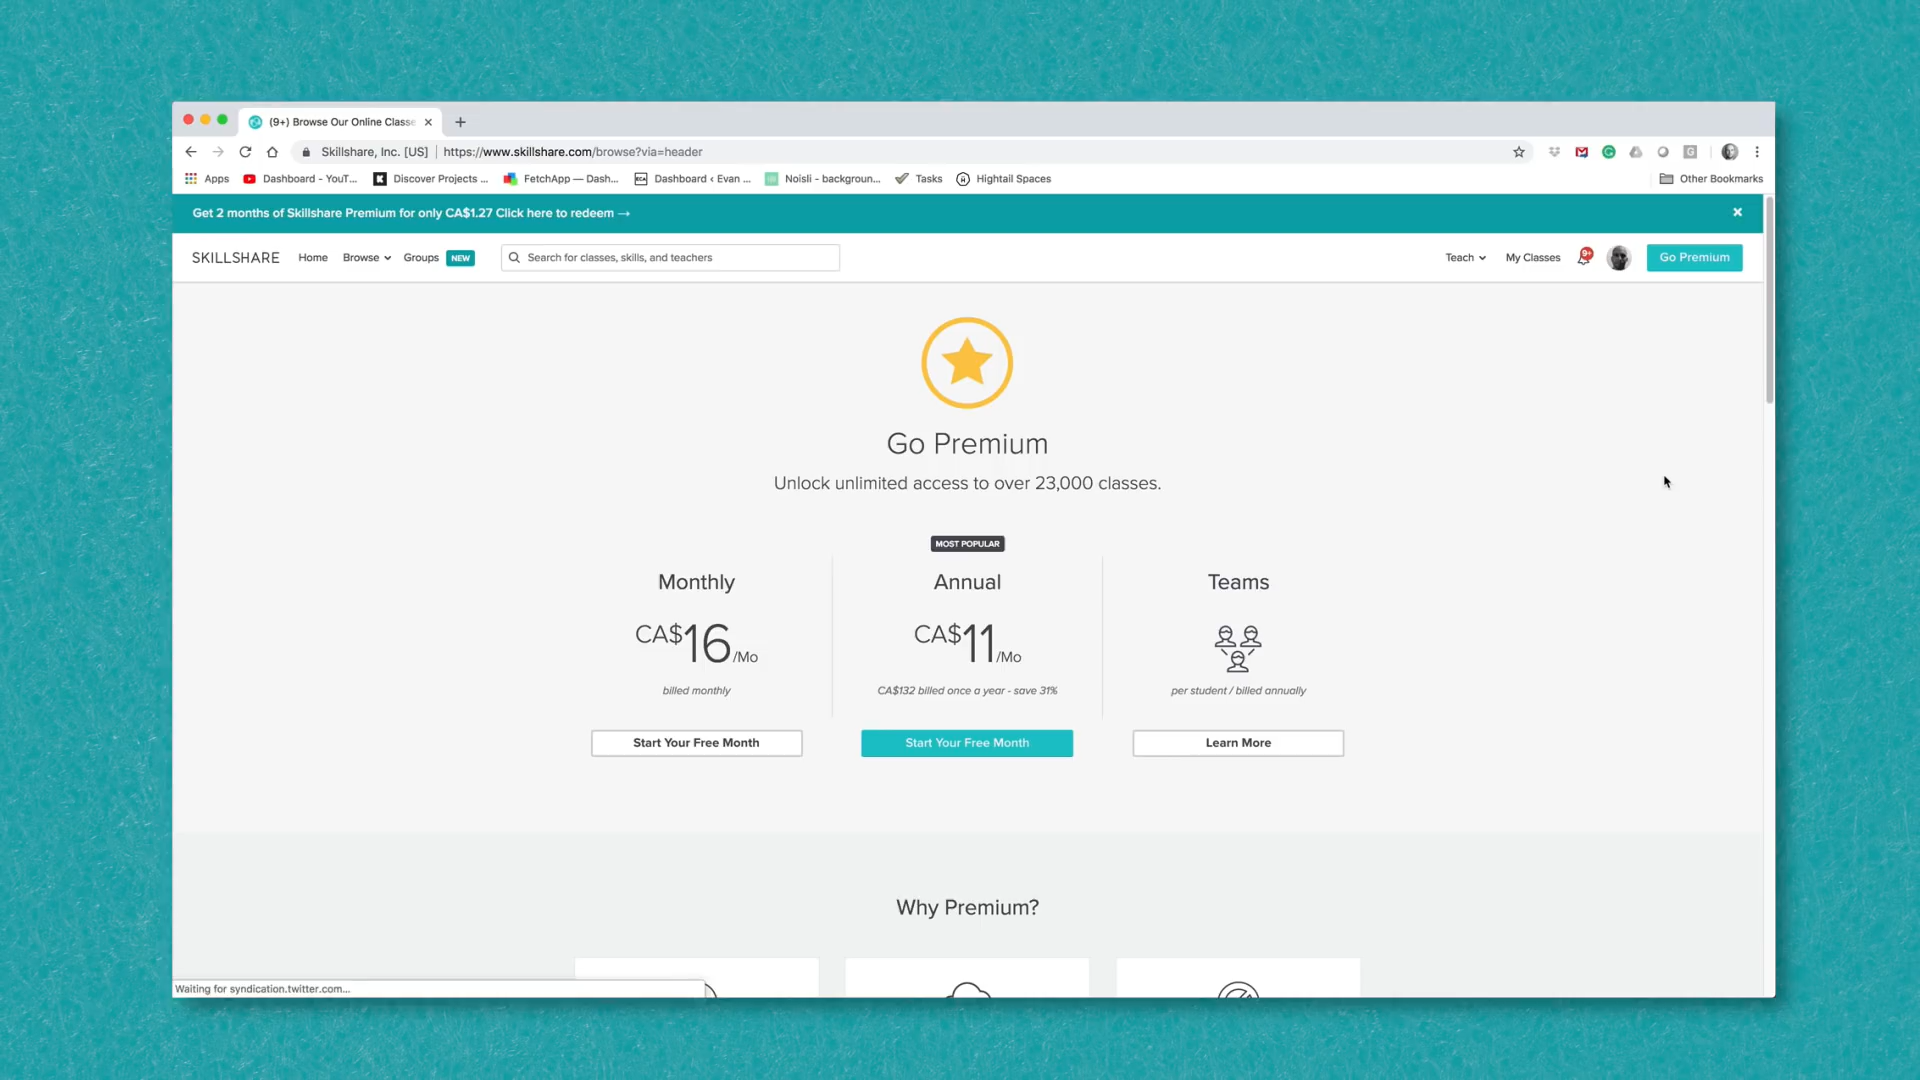 (9+) Browse Our Online Classe
Skillshare, Inc. [US] | https://www.skillshare.com/browse?via=header
Apps Dashboard - YouT... Discover Projects ... FetchApp — Dash... Dashboard ‹ Evan ... Noisli - backgroun... Tasks Hightail Spaces Other Bookmarks
Get 2 months of Skillshare Premium for only CA$1.27 Click here to redeem →
SKILLSHARE Home Browse Groups NEW Search for classes, skills, and teachers Teach My Classes 9+ Go Premium
Go Premium
Unlock unlimited access to over 23,000 classes.
MOST POPULAR
Monthly Annual Teams
CA$16/Mo CA$11/Mo
billed monthly CA$132 billed once a year - save 31% per student / billed annually
Start Your Free Month Start Your Free Month Learn More
Why Premium?
Waiting for syndication.twitter.com...